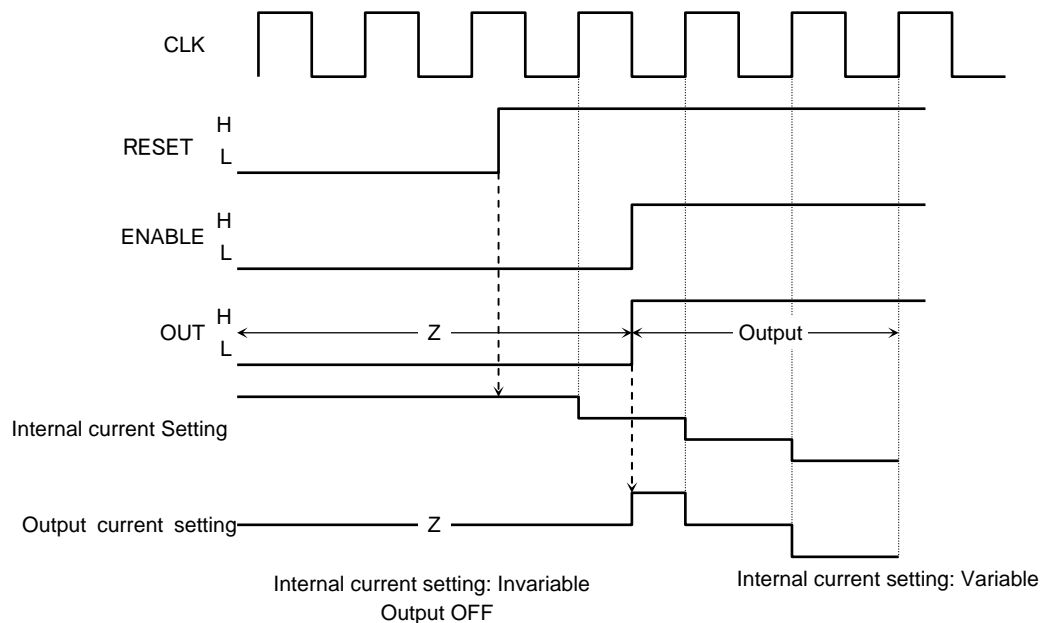 CLK
H
RESET
L
H
ENABLE
L
H
OUT
Z
Output
L
Internal current Setting
Output current setting
Z
Internal current setting: Invariable
Internal current setting: Variable
Output OFF